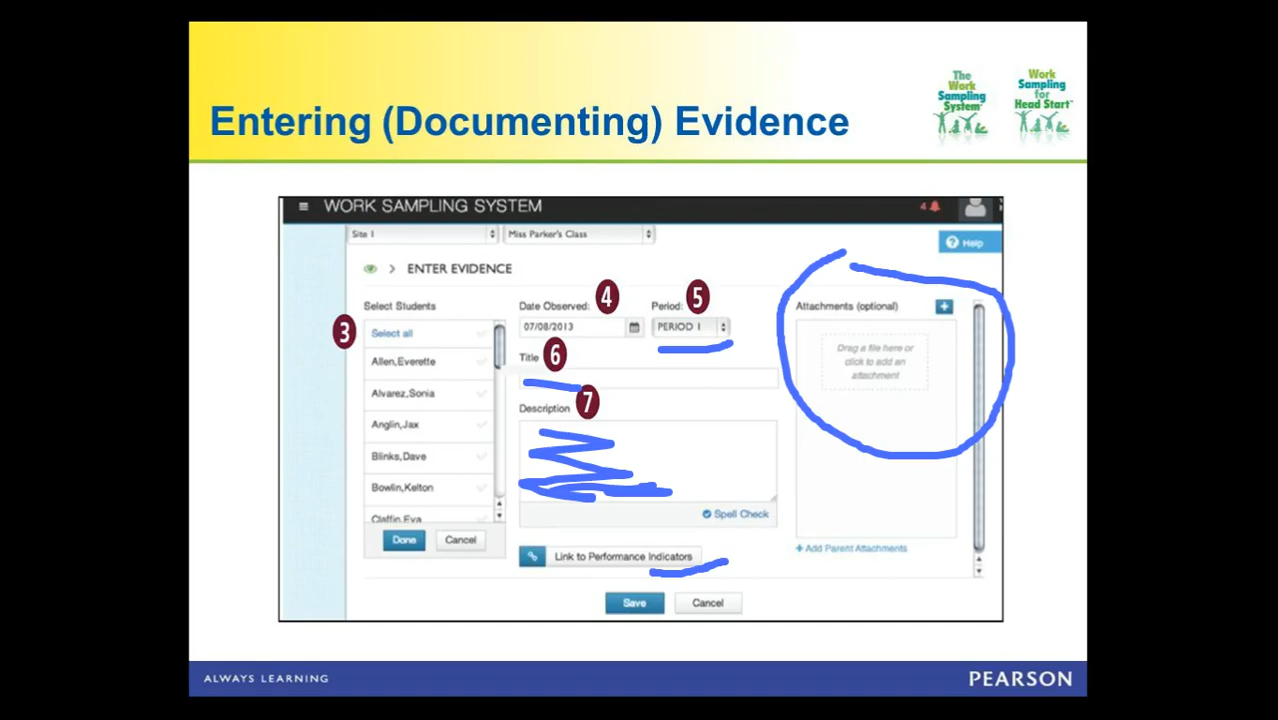 The Work Sampling System
Work Sampling for Head Start™
Entering (Documenting) Evidence
WORK SAMPLING SYSTEM
4
Site 1
Miss Parker's Class
Help
ENTER EVIDENCE
Select Students
Date Observed: 4
Period: 5
Attachments (optional)
3 Select all
07/08/2013
PERIOD 1
Drag a file here or
click to add an
attachment
Title 6
Allen,Everette
Alvarez,Sonia
Description 7
Anglin,Jax
Blinks,Dave
Bowlin,Kelton
Claffin,Eva
Spell Check
Done
Cancel
Link to Performance Indicators
+ Add Parent Attachments
Save
Cancel
ALWAYS LEARNING
PEARSON